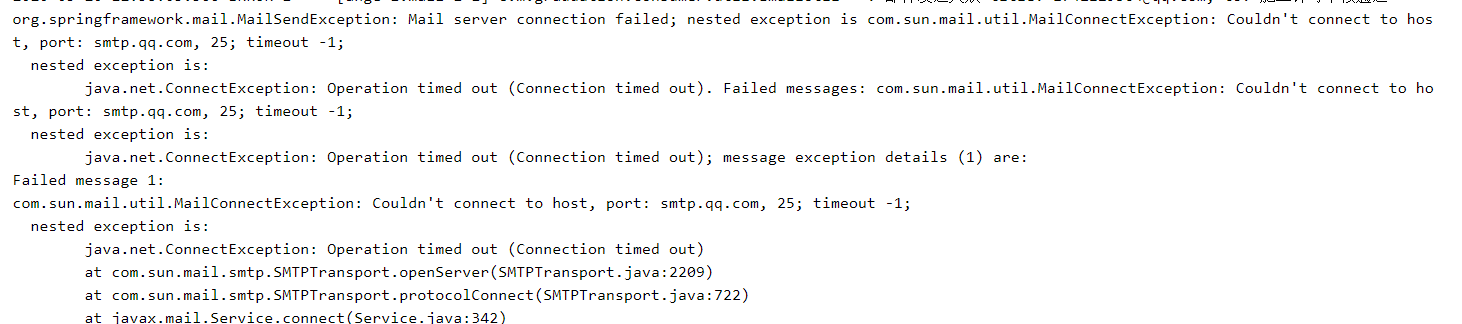 org.springframework.mail.MailSendException: Mail server connection failed; nested exception is com.sun.mail.util.MailConnectException: Couldn't connect to hos
t, port: smtp.qq.com, 25; timeout -1;
nested exception is:
java.net.ConnectException: Operation timed out (Connection timed out). Failed messages: com.sun.mail.util.MailConnectException: Couldn't connect to ho
st, port: smtp.qq.com, 25; timeout -1;
nested exception is:
java.net.ConnectException: Operation timed out (Connection timed out); message exception details (1) are:
Failed message 1:
com.sun.mail.util.MailConnectException: Couldn't connect to host, port: smtp.qq.com, 25; timeout -1;
nested exception is:
java.net.ConnectException: Operation timed out (Connection timed out)
at com.sun.mail.smtp.SMTPTransport.openServer(SMTPTransport.java:2209)
at com.sun.mail.smtp.SMTPTransport.protocolConnect(SMTPTransport.java:722)
at javax.mail.Service.connect(Service.java:342)